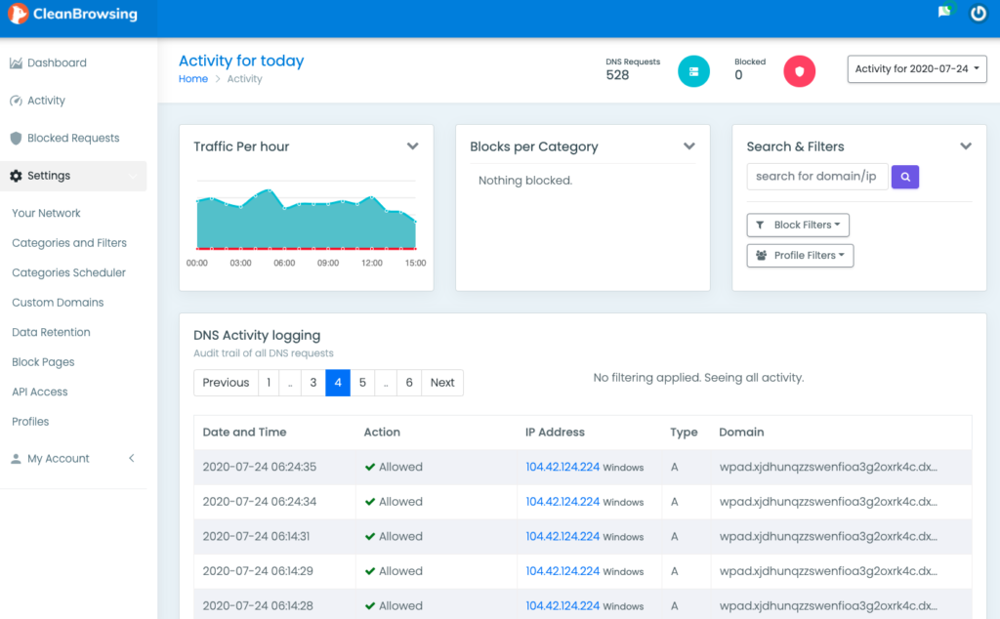 CleanBrowsing
Dashboard
Activity
Blocked Requests
Settings
Your Network
Categories and Filters
Categories Scheduler
Custom Domains
Data Retention
Block Pages
API Access
Profiles
My Account
Activity for today
Home > Activity
DNS Requests
528
Blocked
0
Activity for 2020-07-24
Traffic Per hour
00:00 03:00 06:00 09:00 12:00 15:00
Blocks per Category
Nothing blocked.
Search & Filters
search for domain/ip
Block Filters
Profile Filters
DNS Activity logging
Audit trail of all DNS requests
Previous 1 .. 3 4 5 .. 6 Next
No filtering applied. Seeing all activity.
Date and Time Action IP Address Type Domain
2020-07-24 06:24:35 Allowed 104.42.124.224 Windows A wpad.xjdhunqzzswenfioa3g2oxrk4c.dx...
2020-07-24 06:24:34 Allowed 104.42.124.224 Windows A wpad.xjdhunqzzswenfioa3g2oxrk4c.dx...
2020-07-24 06:14:31 Allowed 104.42.124.224 Windows A wpad.xjdhunqzzswenfioa3g2oxrk4c.dx...
2020-07-24 06:14:29 Allowed 104.42.124.224 Windows A wpad.xjdhunqzzswenfioa3g2oxrk4c.dx...
2020-07-24 06:14:28 Allowed 104.42.124.224 Windows A wpad.xjdhunqzzswenfioa3g2oxrk4c.dx...